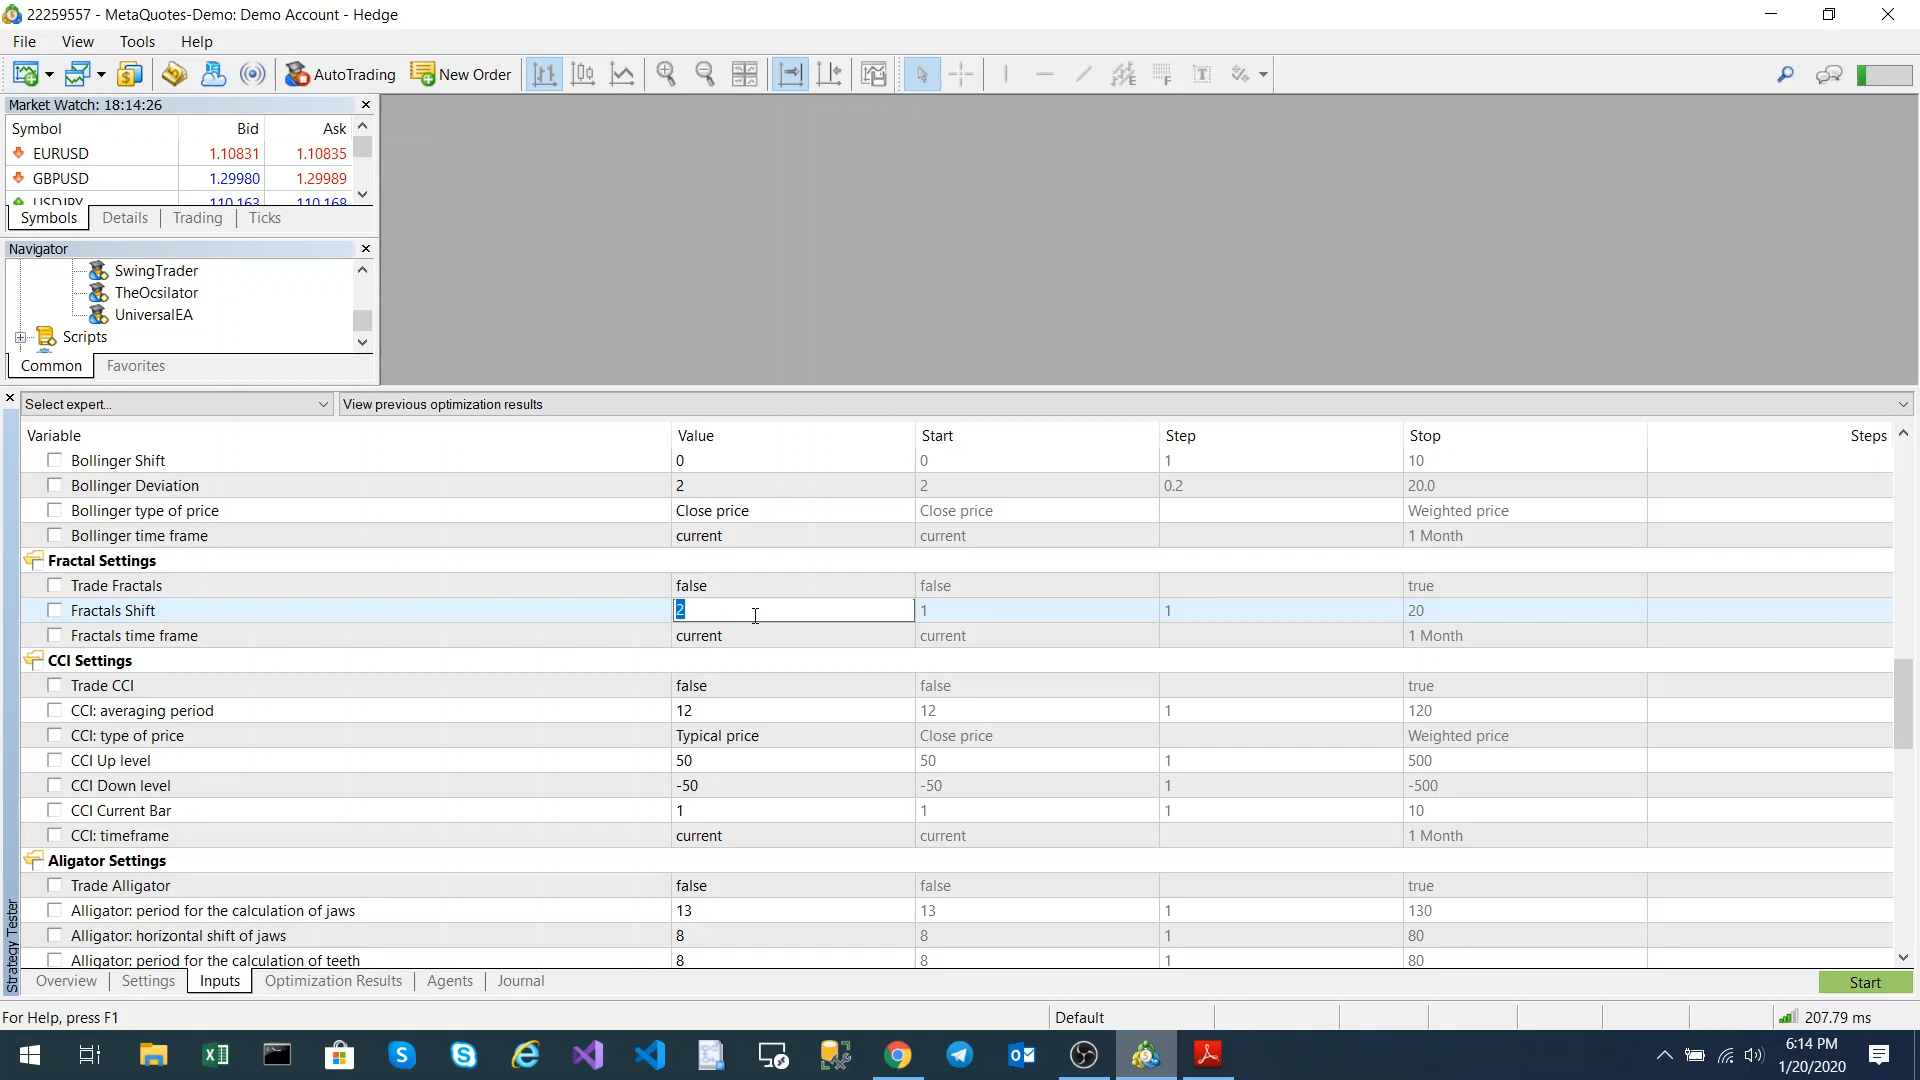 22259557 - MetaQuotes-Demo: Demo Account - Hedge
File View Tools Help
AutoTrading New Order
Market Watch: 18:14:26
Symbol Bid Ask
EURUSD 1.10831 1.10835
GBPUSD 1.29980 1.29989
USDJPY 110.163 110.168
Symbols Details Trading Ticks
Navigator
SwingTrader
TheOcsilator
UniversalEA
Scripts
Common Favorites
Select expert... View previous optimization results
Variable Value Start Step Stop Steps
Bollinger Shift 0 0 1 10
Bollinger Deviation 2 2 0.2 20.0
Bollinger type of price Close price Close price Weighted price
Bollinger time frame current current 1 Month
Fractal Settings
Trade Fractals false false true
Fractals Shift 2 1 1 20
Fractals time frame current current 1 Month
CCI Settings
Trade CCI false false true
CCI: averaging period 12 12 1 120
CCI: type of price Typical price Close price Weighted price
CCI Up level 50 50 1 500
CCI Down level -50 -50 1 -500
CCI Current Bar 1 1 1 10
CCI: timeframe current current 1 Month
Aligator Settings
Trade Alligator false false true
Alligator: period for the calculation of jaws 13 13 1 130
Alligator: horizontal shift of jaws 8 8 1 80
Alligator: period for the calculation of teeth 8 8 1 80
Strategy Tester
Overview Settings Inputs Optimization Results Agents Journal Start
For Help, press F1 Default 207.79 ms
6:14 PM
1/20/2020